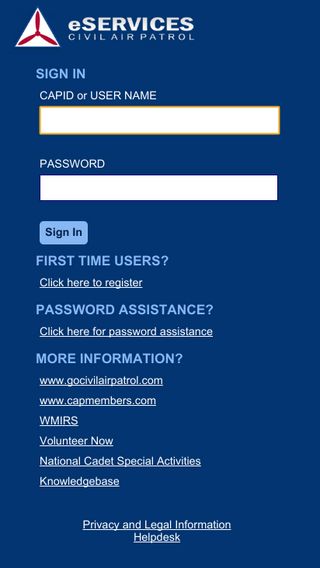 eSERVICES
CIVIL AIR PATROL
SIGN IN
CAPID or USER NAME
PASSWORD
Sign In
FIRST TIME USERS?
Click here to register
PASSWORD ASSISTANCE?
Click here for password assistance
MORE INFORMATION?
www.gocivilairpatrol.com
www.capmembers.com
WMIRS
Volunteer Now
National Cadet Special Activities
Knowledgebase
Privacy and Legal Information
Helpdesk